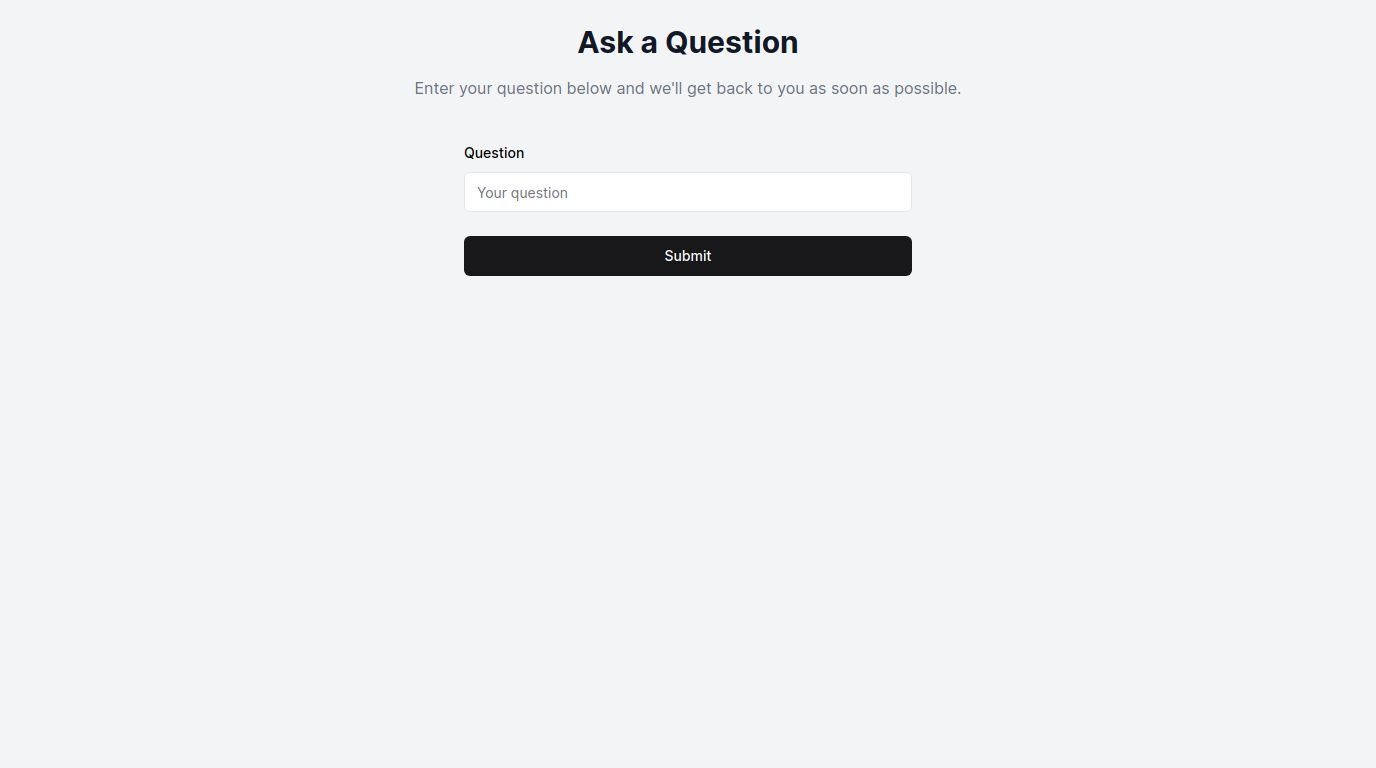 Ask a Question
Enter your question below and we'll get back to you as soon as possible.
Question
Your question
Submit